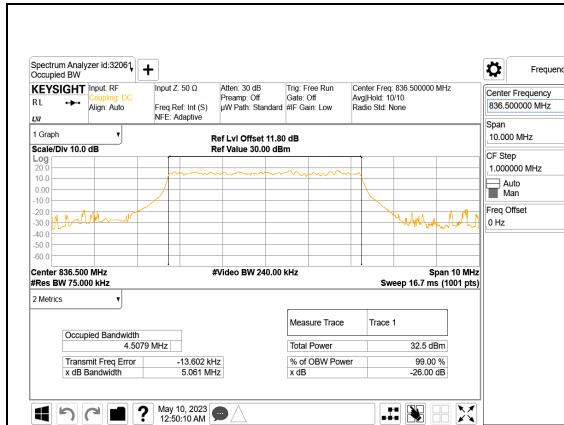 Spectrum Analyzer id:32061
Occupied BW
+
Frequenc
KEYSIGHT
RL
LXI
Input: RF
Coupling: DC
Align: Auto
Input Z: 50 Ω
Freq Ref: Int (S)
NFE: Adaptive
Atten: 30 dB
Preamp: Off
µW Path: Standard
Trig: Free Run
Gate: Off
#IF Gain: Low
Center Freq: 836.500000 MHz
Avg|Hold: 10/10
Radio Std: None
Center Frequency
836.500000 MHz
Span
10.000 MHz
CF Step
1.000000 MHz
Auto
Man
Freq Offset
0 Hz
1 Graph
Scale/Div 10.0 dB
Ref Lvl Offset 11.80 dB
Ref Value 30.00 dBm
Log
20.0
10.0
0.00
-10.0
-20.0
-30.0
-40.0
-50.0
-60.0
Center 836.500 MHz
#Video BW 240.00 kHz
Span 10 MHz
#Res BW 75.000 kHz
Sweep 16.7 ms (1001 pts)
2 Metrics
Measure Trace
Trace 1
Occupied Bandwidth
4.5079 MHz
Total Power
32.5 dBm
Transmit Freq Error
-13.602 kHz
% of OBW Power
99.00 %
x dB Bandwidth
5.061 MHz
x dB
-26.00 dB
?
May 10, 2023
12:50:10 AM